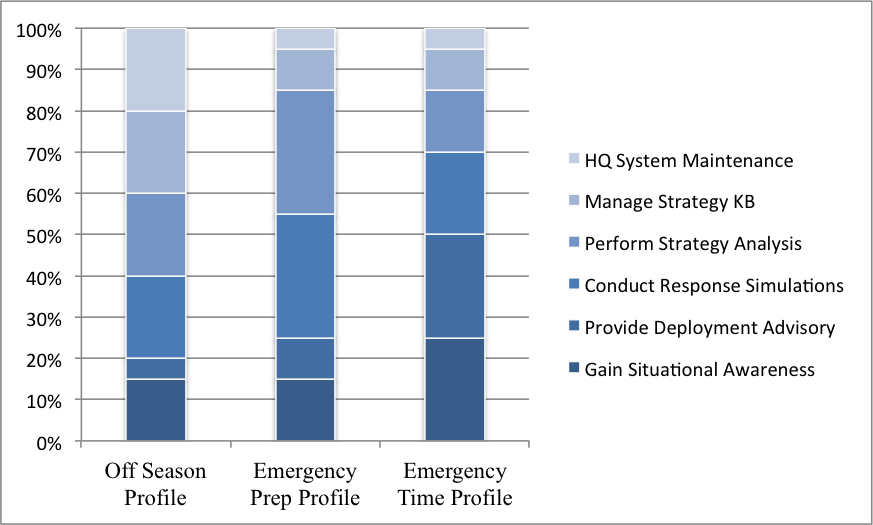 100%
90%
80%
70%
60%
50%
40%
30%
20%
10%
0%
Off Season
Profile
Emergency
Prep Profile
Emergency
Time Profile
HQ System Maintenance
Manage Strategy KB
Perform Strategy Analysis
Conduct Response Simulations
Provide Deployment Advisory
Gain Situational Awareness